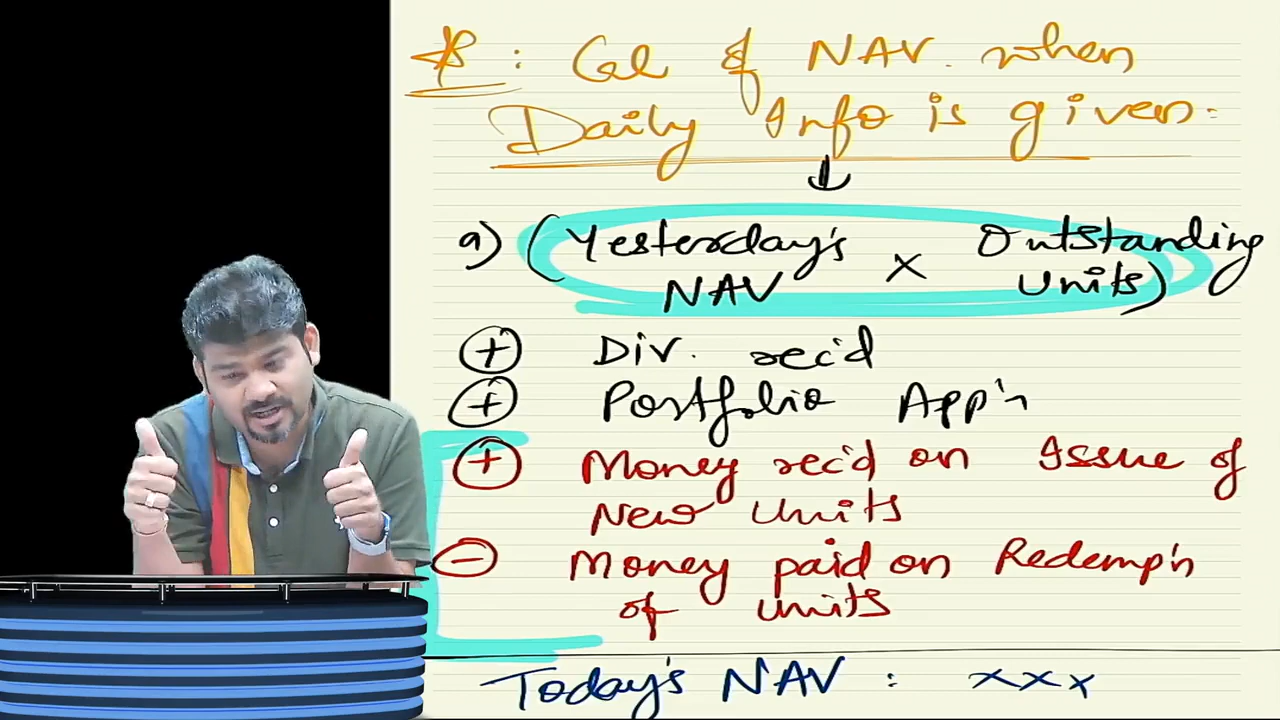 * : Cal of NAV. when
Daily Info is given.
↓
a) (Yesterday's NAV × Outstanding Units)
⊕ Div. rec'd
⊕ Portfolio App'n
⊕ Money rec'd on Issue of
New Units
⊖ Money paid on Redemp'n
of Units
Today's NAV : xxx